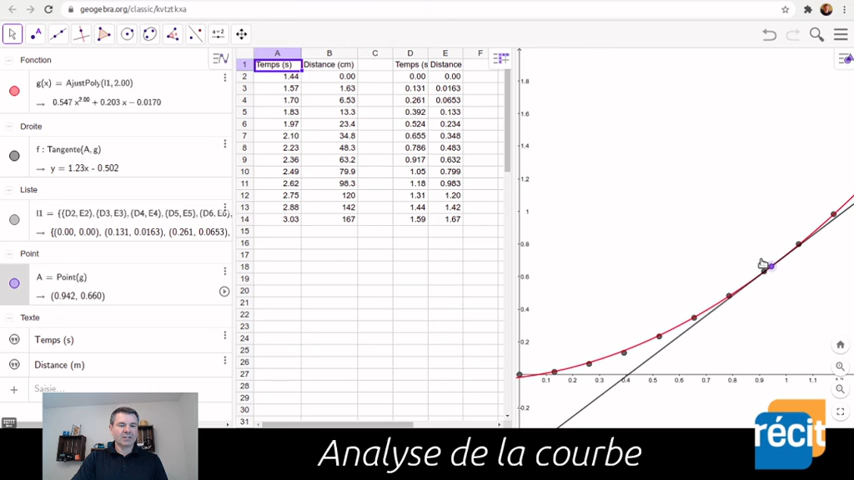 geogebra.org/classic/kvtztkxa
Fonction
g(x) = AjustPoly(l1, 2.00)
→ 0.547 x^2.00 + 0.203 x − 0.0170
Droite
f : Tangente(A, g)
→ y = 1.23x − 0.502
Liste
l1 = {(D2, E2), (D3, E3), (D4, E4), (D5, E5), (D6, E6),
→ {(0.00, 0.00), (0.131, 0.0163), (0.261, 0.0653),
Point
A = Point(g)
→ (0.942, 0.660)
Texte
Temps (s)
Distance (m)
+ Saisie...
A B C D E F
1 Temps (s) Distance (cm) Temps (s Distance
2 1.44 0.00 0.00 0.00
3 1.57 1.63 0.131 0.0163
4 1.70 6.53 0.261 0.0653
5 1.83 13.3 0.392 0.133
6 1.97 23.4 0.524 0.234
7 2.10 34.8 0.655 0.348
8 2.23 48.3 0.786 0.483
9 2.36 63.2 0.917 0.632
10 2.49 79.9 1.05 0.799
11 2.62 98.3 1.18 0.983
12 2.75 120 1.31 1.20
13 2.88 142 1.44 1.42
14 3.03 167 1.59 1.67
15
16
17
18
19
20
21
22
23
24
25
26
27
28
29
30
31
1.8
1.6
1.4
1.2
1
0.8
0.6
0.4
0.2
0 0.1 0.2 0.3 0.4 0.5 0.6 0.7 0.8 0.9 1 1.1
-0.2
Analyse de la courbe
récit